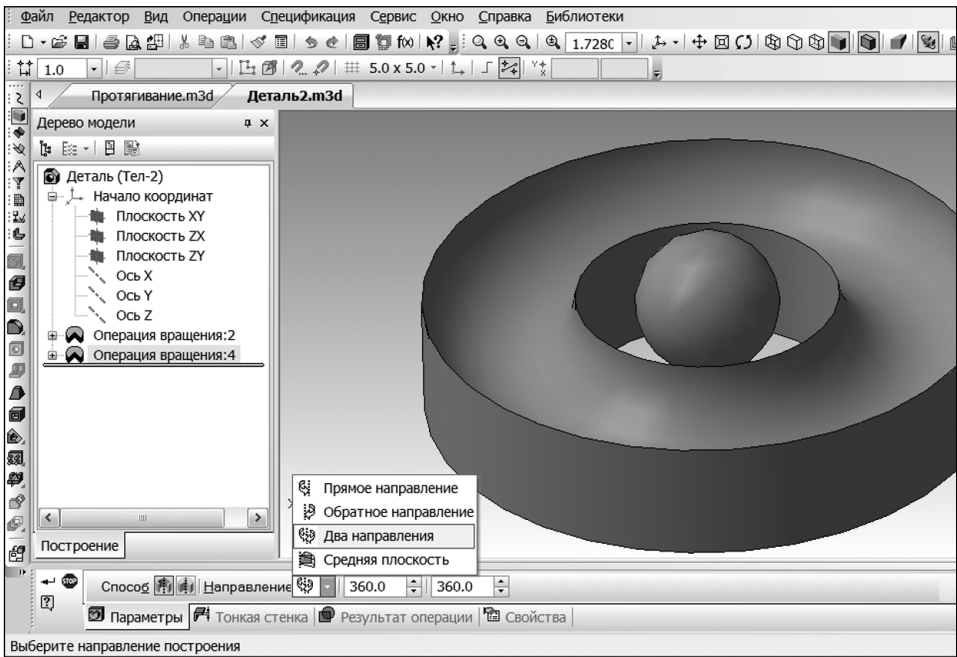 Файл Редактор Вид Операции Спецификация Сервис Окно Справка Библиотеки
f(x) 1.728
1.0 5.0 x 5.0
Протягивание.m3d Деталь2.m3d
Дерево модели
Деталь (Тел-2)
Начало координат
Плоскость XY
Плоскость ZX
Плоскость ZY
Ось X
Ось Y
Ось Z
Операция вращения:2
Операция вращения:4
Прямое направление
Обратное направление
Два направления
Средняя плоскость
Построение
STOP Способ Направление 360.0 360.0
Параметры Тонкая стенка Результат операции Свойства
Выберите направление построения